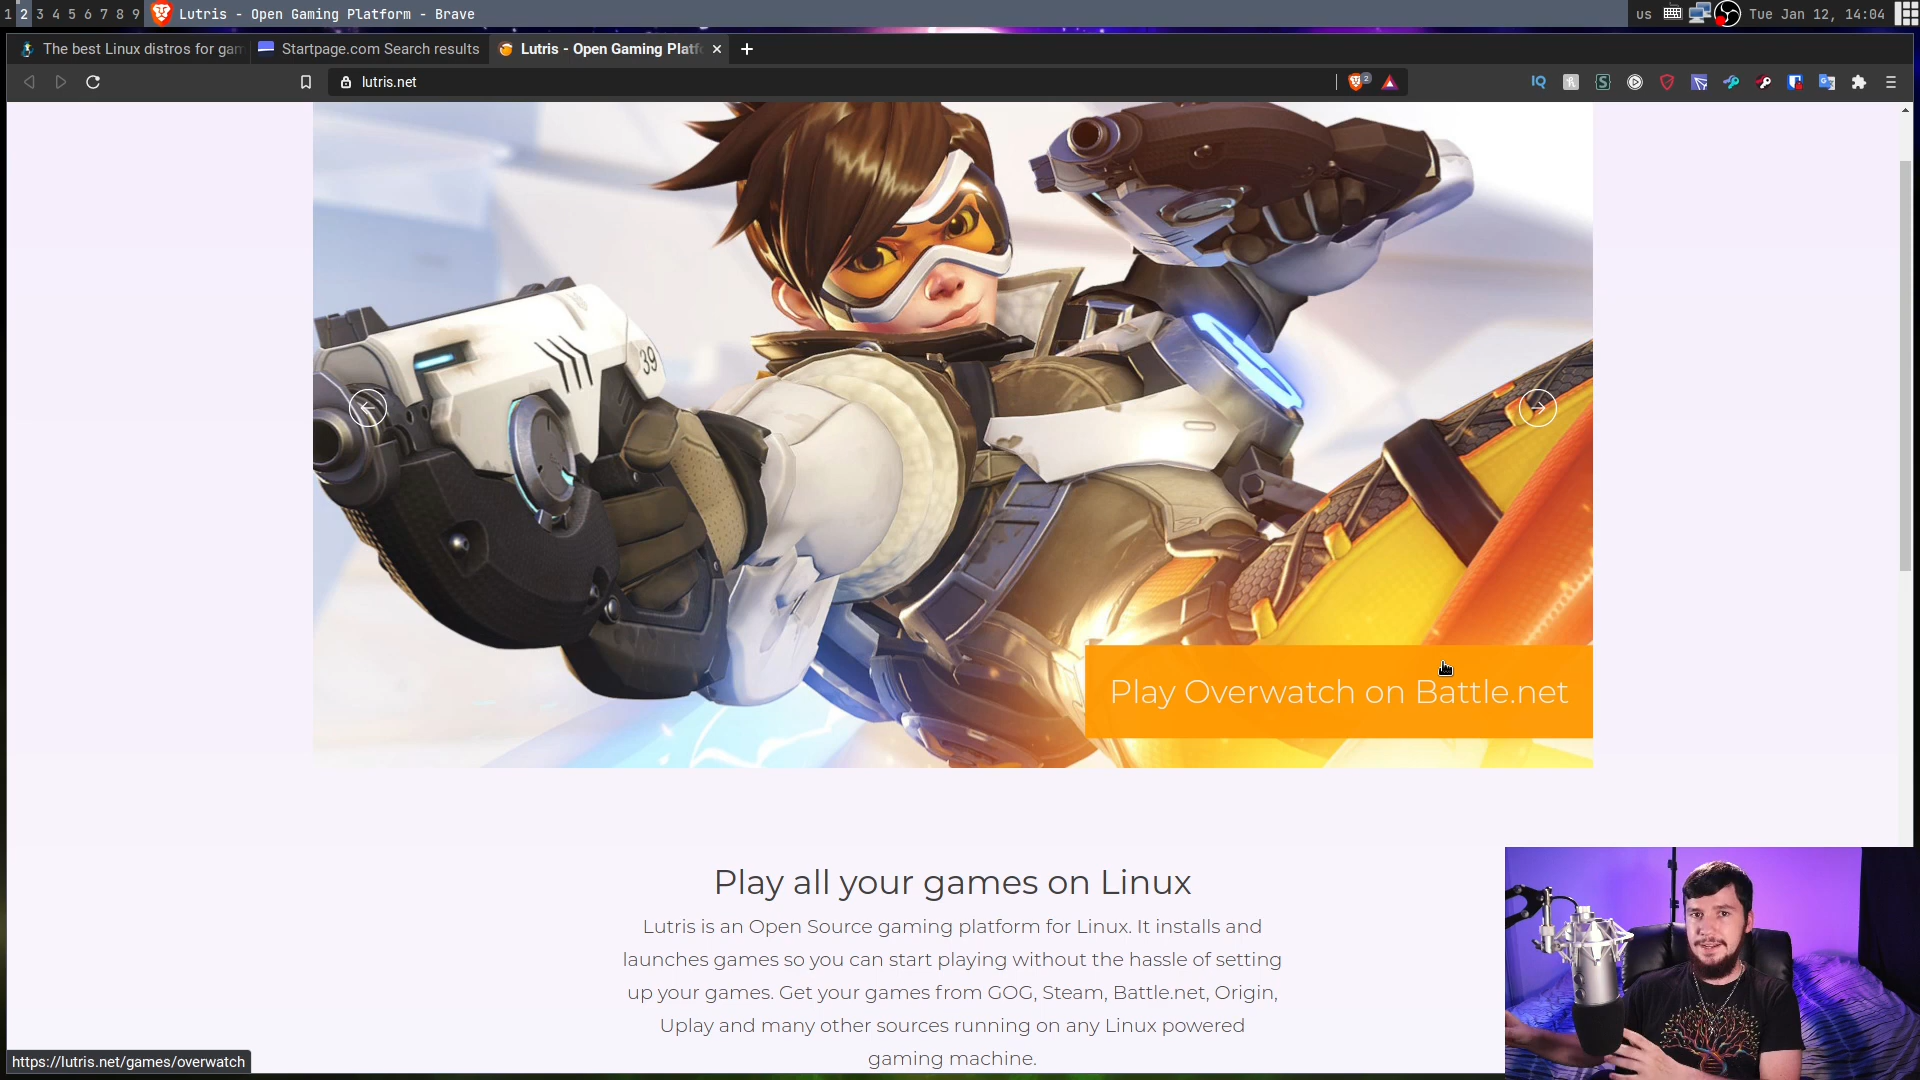 1 2 3 4 5 6 7 8 9 Lutris - Open Gaming Platform - Brave us Tue Jan 12, 14:04
The best Linux distros for gam Startpage.com Search results Lutris - Open Gaming Platfo
lutris.net 2 IQ
39
Play Overwatch on Battle.net
Play all your games on Linux
Lutris is an Open Source gaming platform for Linux. It installs and
launches games so you can start playing without the hassle of setting
up your games. Get your games from GOG, Steam, Battle.net, Origin,
Uplay and many other sources running on any Linux powered
gaming machine.
https://lutris.net/games/overwatch